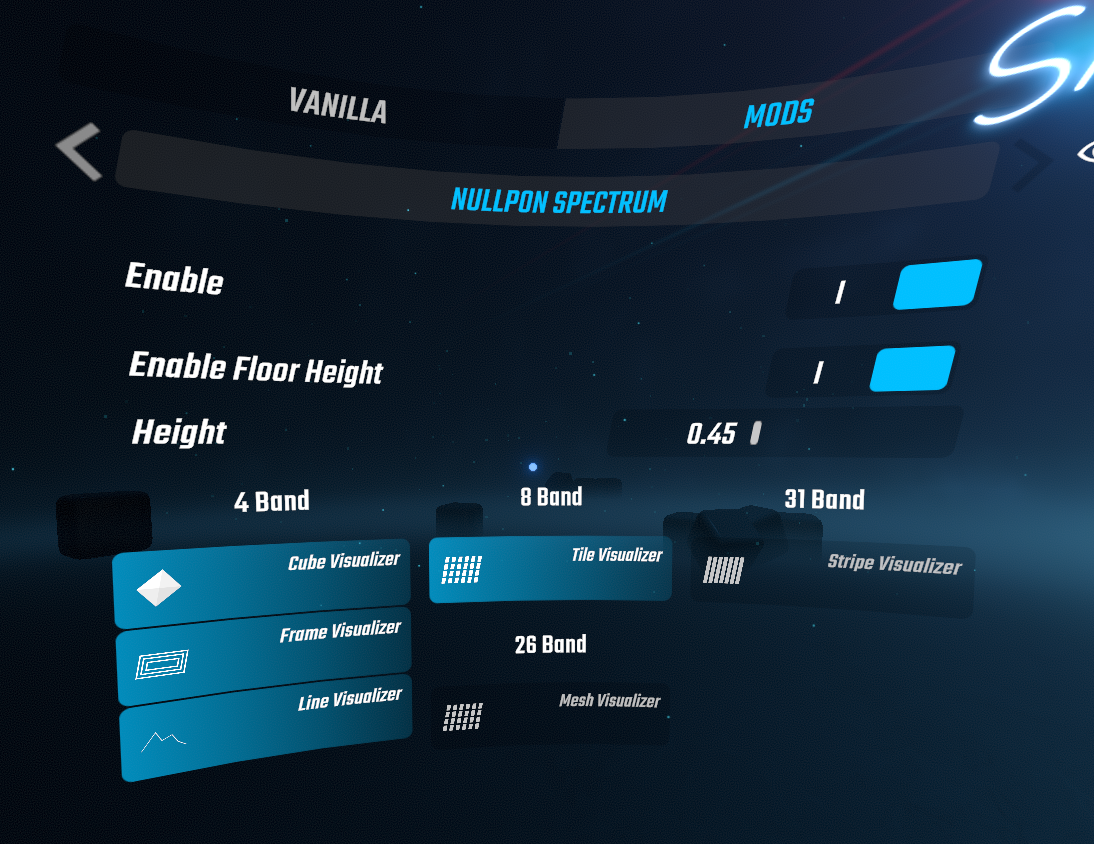 VANILLA
MODS
NULLPON SPECTRUM
Enable
I
Enable Floor Height
I
Height
0.45
4 Band
8 Band
31 Band
Cube Visualizer
Tile Visualizer
Stripe Visualizer
Frame Visualizer
26 Band
Line Visualizer
Mesh Visualizer